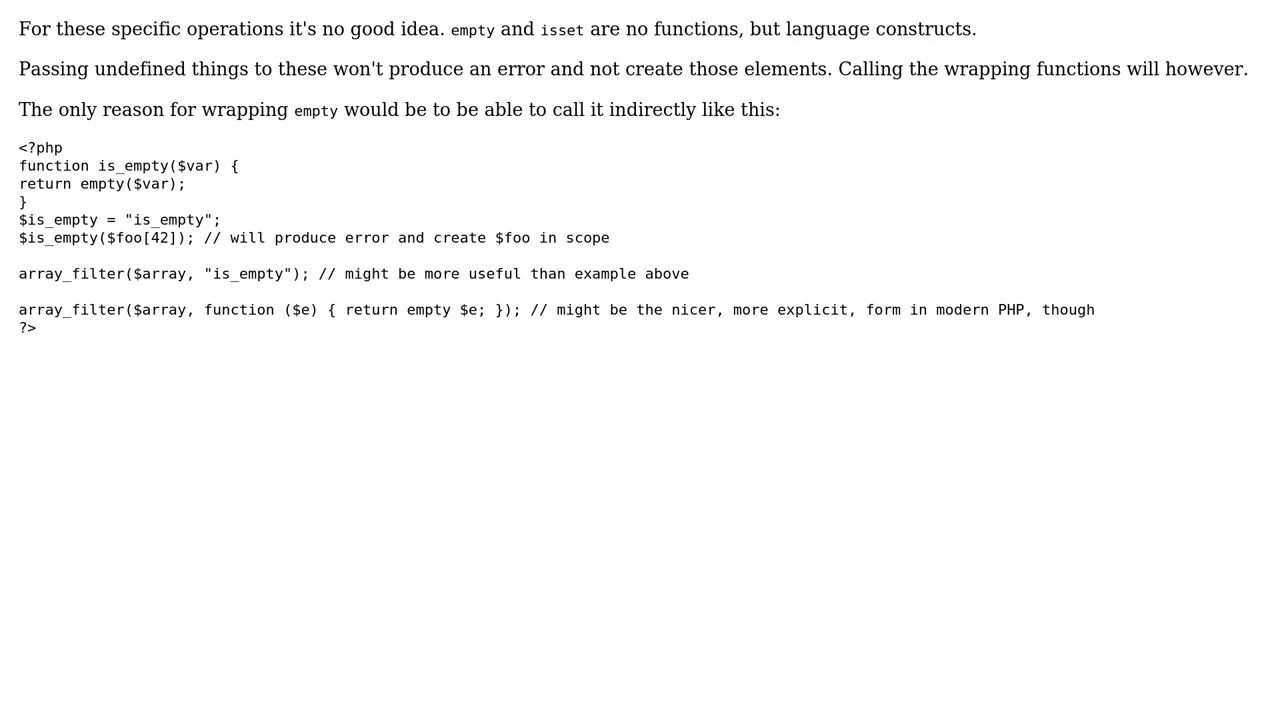 For these specific operations it's no good idea. empty and isset are no functions, but language constructs.
Passing undefined things to these won't produce an error and not create those elements. Calling the wrapping functions will however.
The only reason for wrapping empty would be to be able to call it indirectly like this:
<?php
function is_empty($var) {
return empty($var);
}
$is_empty = "is_empty";
$is_empty($foo[42]); // will produce error and create $foo in scope
array_filter($array, "is_empty"); // might be more useful than example above
array_filter($array, function ($e) { return empty $e; }); // might be the nicer, more explicit, form in modern PHP, though
?>